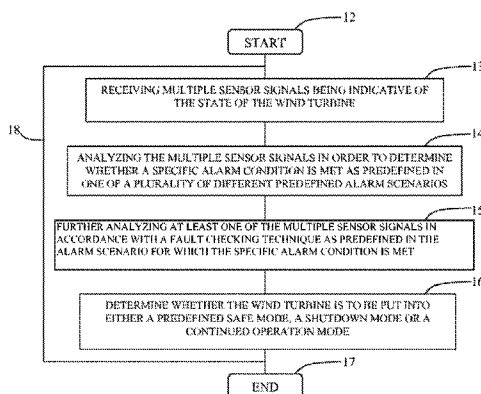 12
START
13
RECEIVING MULTIPLE SENSOR SIGNALS BEING INDICATIVE OF
THE STATE OF THE WIND TURBINE
18
14
ANALYZING THE MULTIPLE SENSOR SIGNALS IN ORDER TO DETERMINE
WHETHER A SPECIFIC ALARM CONDITION IS MET AS PREDEFINED IN
ONE OF A PLURALITY OF DIFFERENT PREDEFINED ALARM SCENARIOS
15
FURTHER ANALYZING AT LEAST ONE OF THE MULTIPLE SENSOR SIGNALS IN
ACCORDANCE WITH A FAULT CHECKING TECHNIQUE AS PREDEFINED IN THE
ALARM SCENARIO FOR WHICH THE SPECIFIC ALARM CONDITION IS MET
16
DETERMINE WHETHER THE WIND TURBINE IS TO BE PUT INTO
EITHER A PREDEFINED SAFE MODE, A SHUTDOWN MODE OR A
CONTINUED OPERATION MODE
17
END